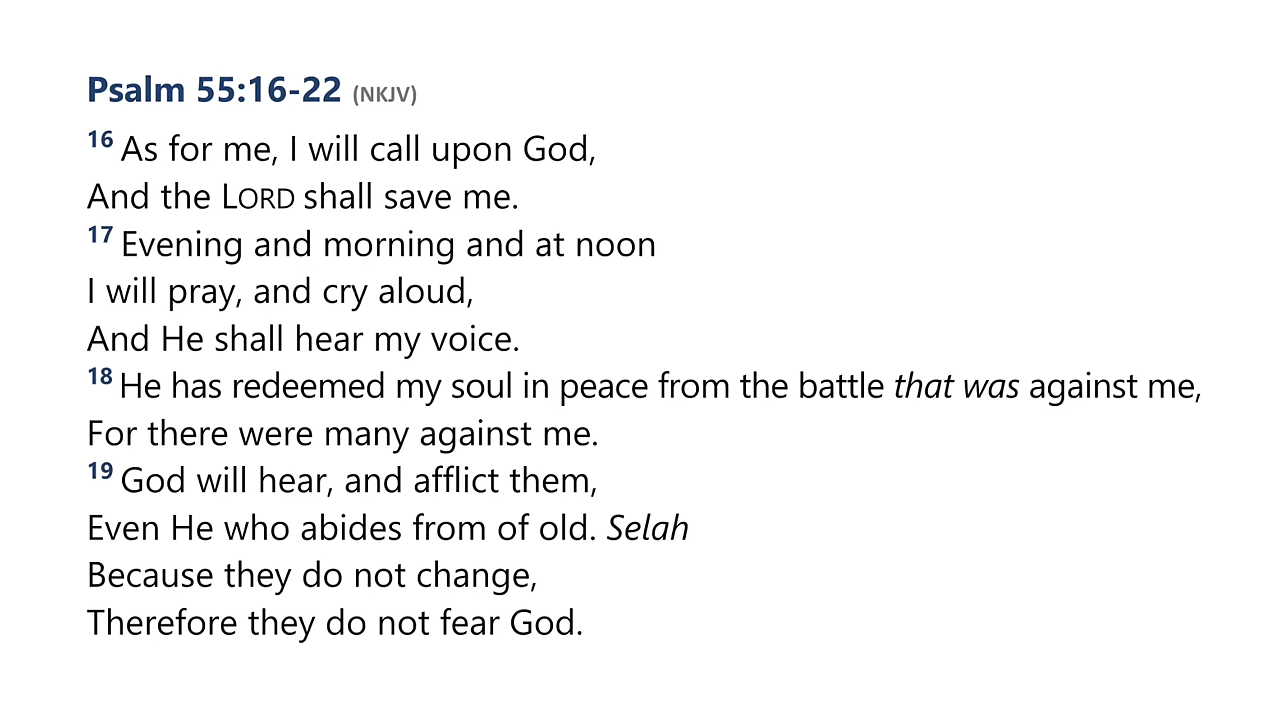 Psalm 55:16-22 (NKJV)
16 As for me, I will call upon God,
And the LORD shall save me.
17 Evening and morning and at noon
I will pray, and cry aloud,
And He shall hear my voice.
18 He has redeemed my soul in peace from the battle that was against me,
For there were many against me.
19 God will hear, and afflict them,
Even He who abides from of old. Selah
Because they do not change,
Therefore they do not fear God.